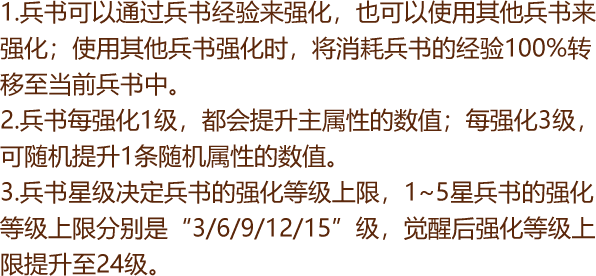 1.兵书可以通过兵书经验来强化，也可以使用其他兵书来
强化；使用其他兵书强化时，将消耗兵书的经验100%转
移至当前兵书中。
2.兵书每强化1级，都会提升主属性的数值；每强化3级，
可随机提升1条随机属性的数值。
3.兵书星级决定兵书的强化等级上限，1~5星兵书的强化
等级上限分别是“3/6/9/12/15”级，觉醒后强化等级上
限提升至24级。